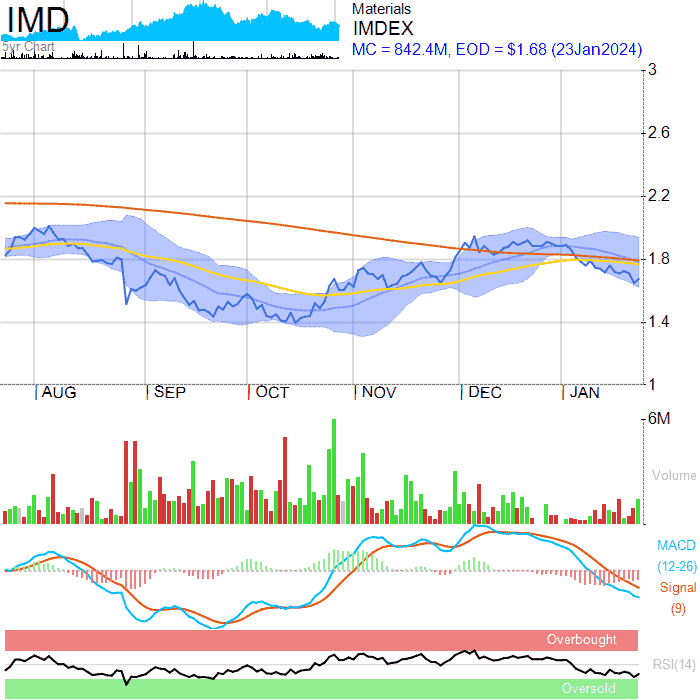 IMD
5yr Chart
Materials
IMDEX
MC = 842.4M, EOD = $1.68 (23Jan2024)
3
2.6
2.2
1.8
1.4
1
AUG SEP OCT NOV DEC JAN
6M
Volume
MACD
(12-26)
Signal
(9)
Overbought
RSI(14)
Oversold